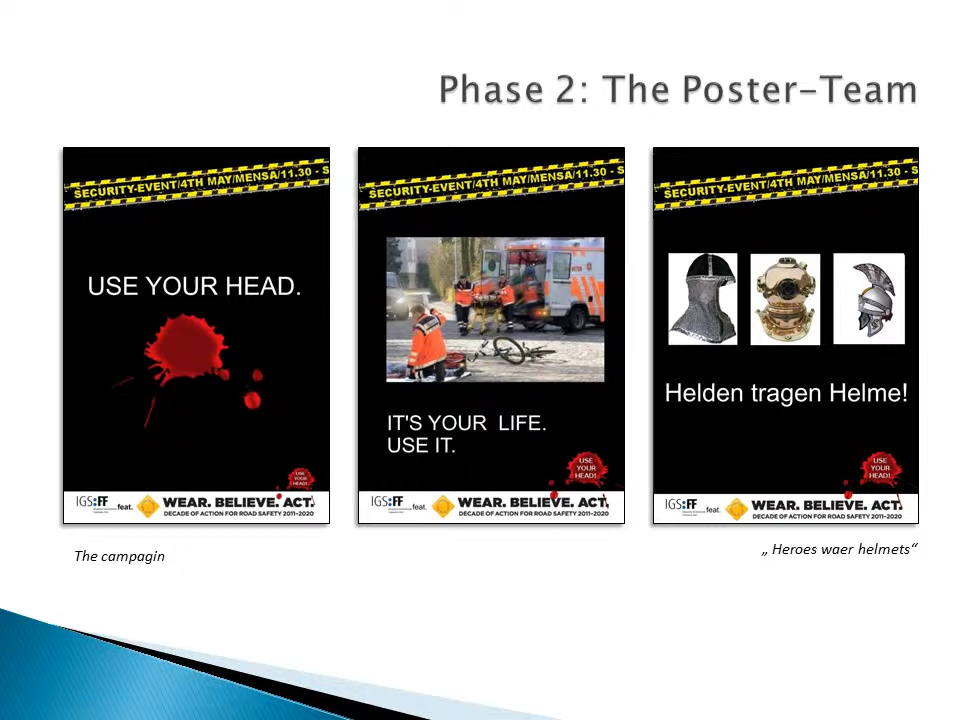 Phase 2: The Poster-Team
SECURITY-EVENT/4TH MAY/MENSA/11.30 - S
USE YOUR HEAD.
USE
YOUR
HEAD!
IGS:FF
feat.
WEAR. BELIEVE. ACT.
DECADE OF ACTION FOR ROAD SAFETY 2011-2020
SECURITY-EVENT/4TH MAY/MENSA/11.30 - S
IT'S YOUR LIFE.
USE IT.
USE
YOUR
HEAD!
IGS:FF
feat.
WEAR. BELIEVE. ACT.
DECADE OF ACTION FOR ROAD SAFETY 2011-2020
SECURITY-EVENT/4TH MAY/MENSA/11.30 - S
Helden tragen Helme!
USE
YOUR
HEAD!
IGS:FF
feat.
WEAR. BELIEVE. ACT.
DECADE OF ACTION FOR ROAD SAFETY 2011-2020
The campagin
„ Heroes waer helmets“